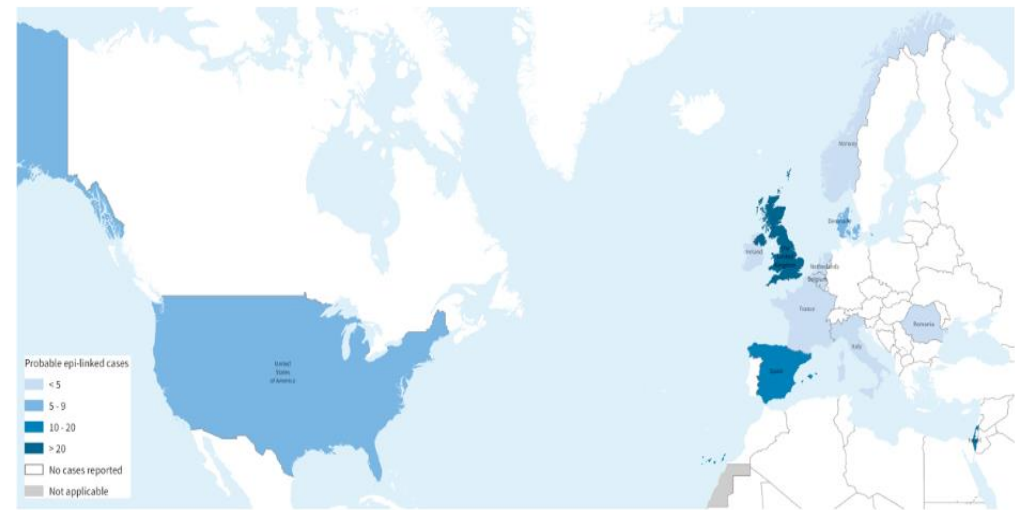 Norway
Denmark
Ireland
Netherlands
Belgium
France
Romania
Italy
Spain
United
States
of America
Probable epi-linked cases
< 5
5 - 9
10 - 20
> 20
No cases reported
Not applicable